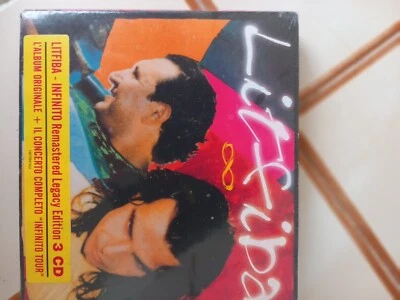 LITFIBA - INFINITO Remastered Legacy Edition 3 CD
L'ALBUM ORIGINALE + IL CONCERTO COMPLETO "INFINITO TOUR"
Litfiba
∞